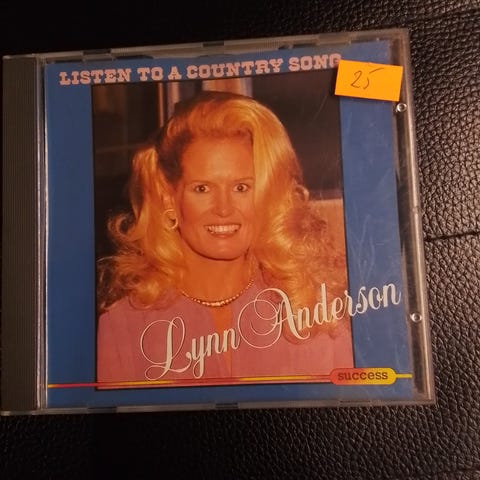 LISTEN TO A COUNTRY SONG
25
Lynn Anderson
success